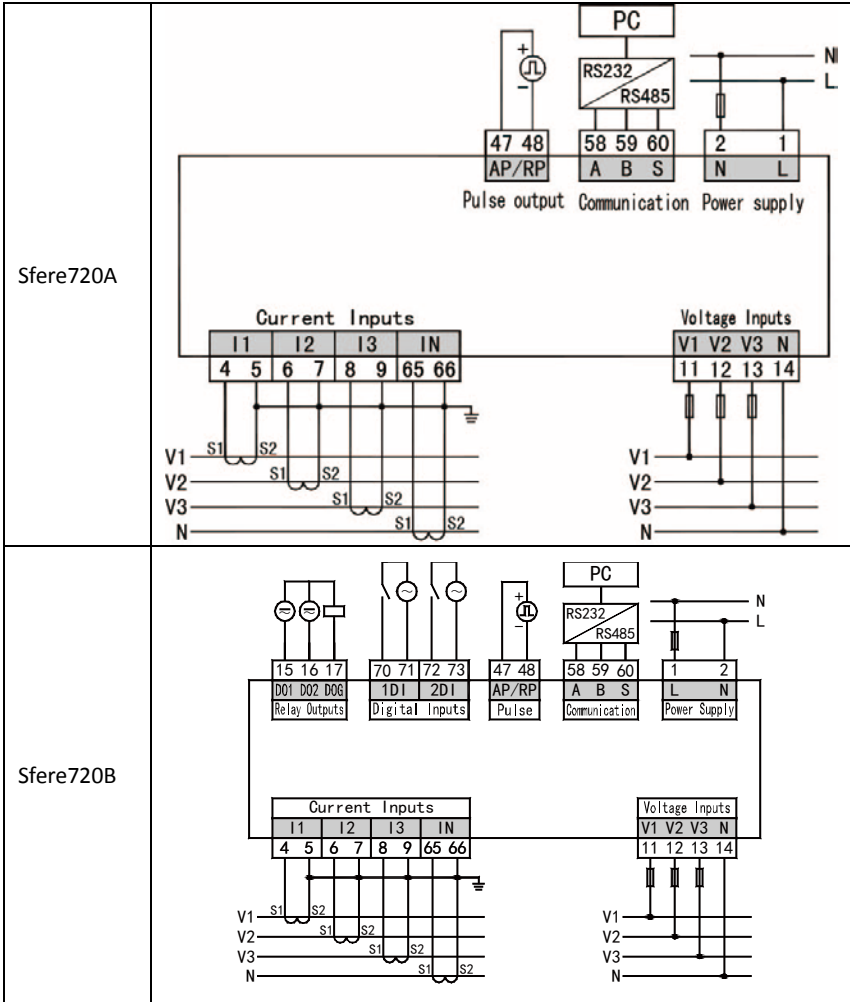 Sfere720A
PC
RS232
RS485
N
L
+
−
47 48
58 59 60
2 1
AP/RP
A B S
N L
Pulse output
Communication
Power supply
Current Inputs
I1 I2 I3 IN
4 5 6 7 8 9 65 66
Voltage Inputs
V1 V2 V3 N
11 12 13 14
V1 S1 S2
V2 S1 S2
V3 S1 S2
N S1 S2
V1
V2
V3
N
Sfere720B
PC
RS232
RS485
N
L
+
−
15 16 17
70 71 72 73
47 48
58 59 60
1 2
DO1 DO2 DOG
1DI 2DI
AP/RP
A B S
L N
Relay Outputs
Digital Inputs
Pulse
Communication
Power Supply
Current Inputs
I1 I2 I3 IN
4 5 6 7 8 9 65 66
Voltage Inputs
V1 V2 V3 N
11 12 13 14
V1 S1 S2
V2 S1 S2
V3 S1 S2
N S1 S2
V1
V2
V3
N